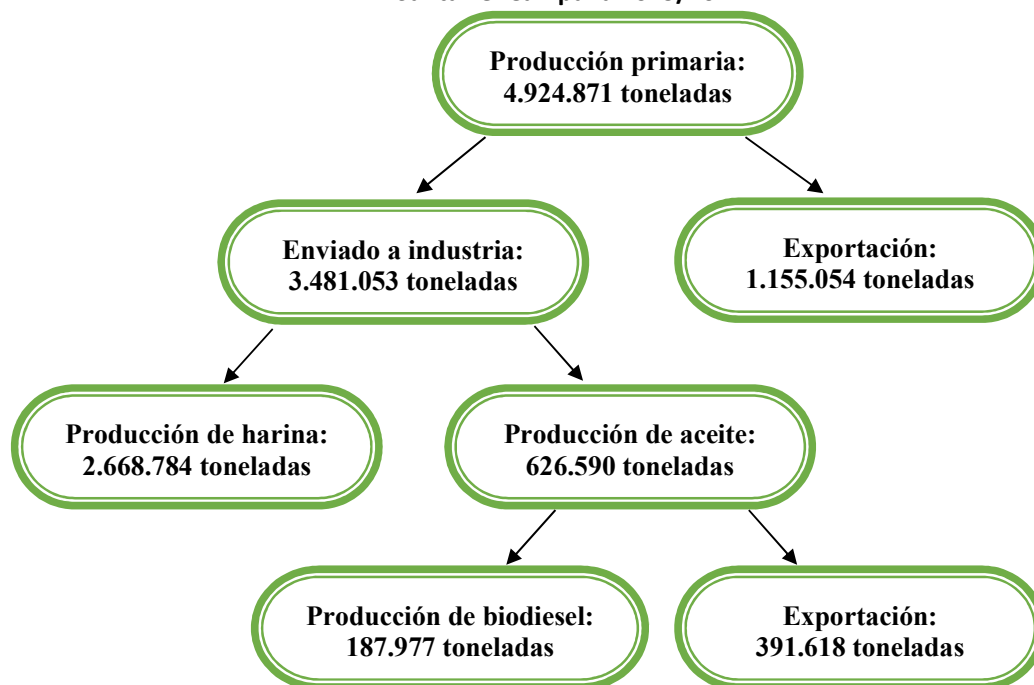 Producción primaria:
4.924.871 toneladas
Enviado a industria:
3.481.053 toneladas
Exportación:
1.155.054 toneladas
Producción de harina:
2.668.784 toneladas
Producción de aceite:
626.590 toneladas
Producción de biodiesel:
187.977 toneladas
Exportación:
391.618 toneladas